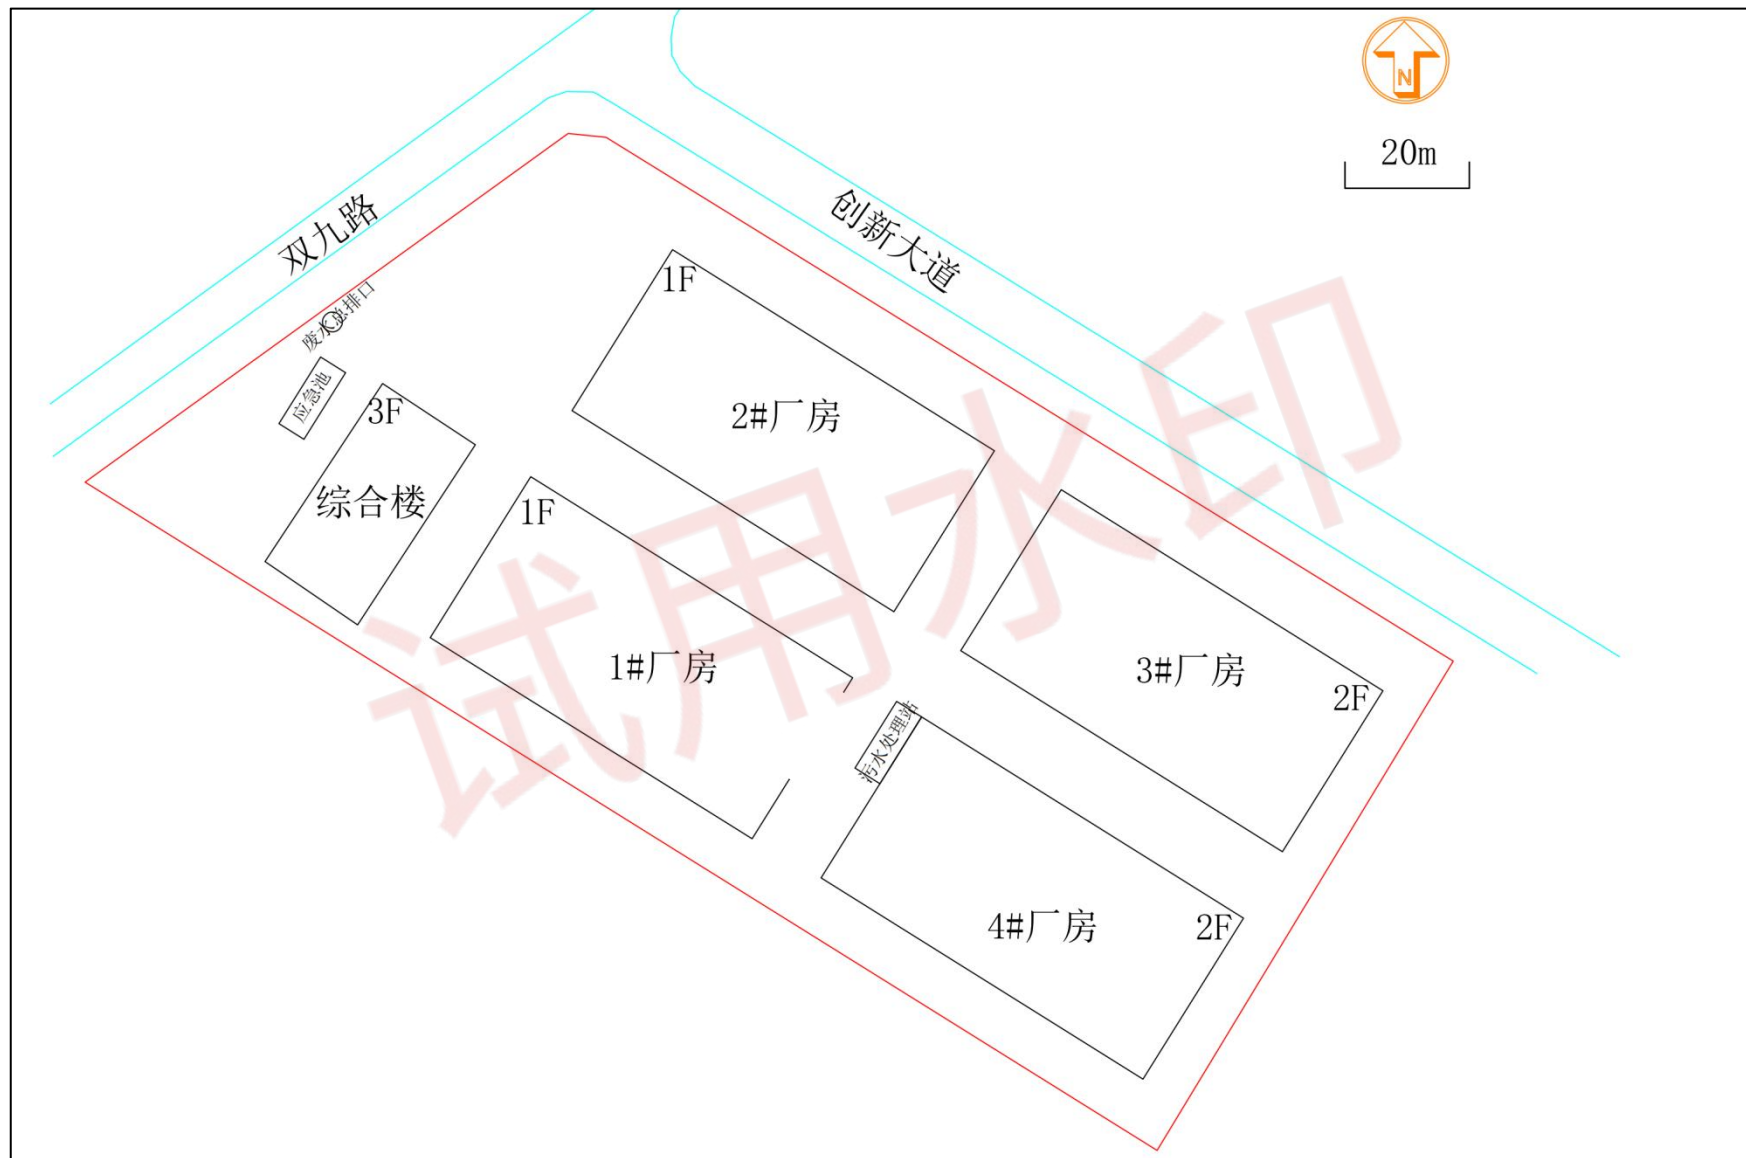 N
20m
双九路
创新大道
废水总排口
应急池
3F
综合楼
1F
2#厂房
1F
1#厂房
3#厂房
2F
污水处理站
4#厂房
2F
试用水印